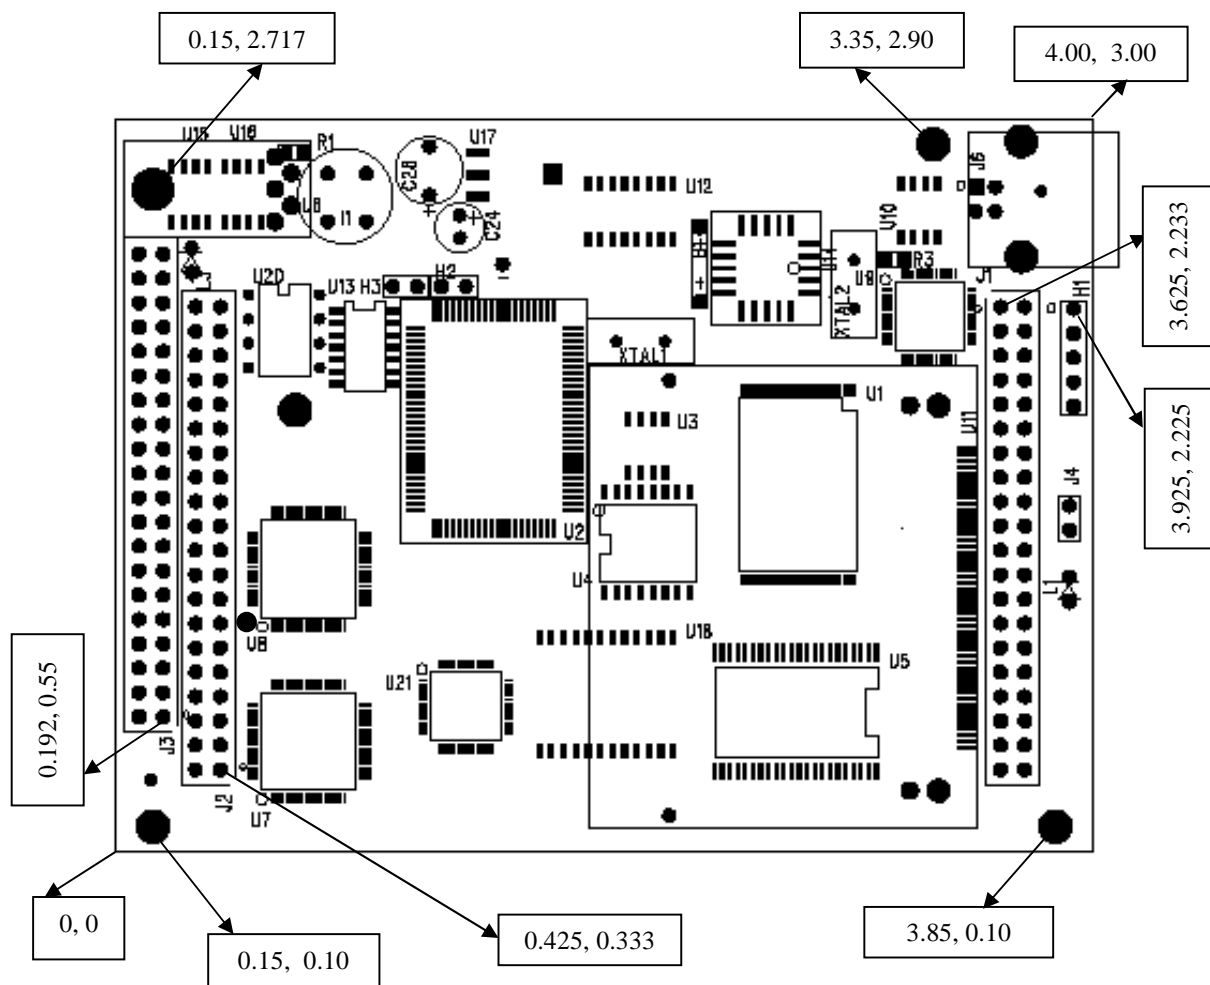 0.15, 2.717
3.35, 2.90
4.00, 3.00
U15 U16
R1
C28
U17
U12
J6
U6
I1
C24
U10
H+
R3
U9
XTAL2
3.625, 2.233
U20
U13 H3 H2
J1
H1
XTAL1
U3
U1
U11
3.925, 2.225
J4
U2
U4
L1
U8
U18
U21
U5
0.192, 0.55
J3
J2
U7
0, 0
0.15, 0.10
0.425, 0.333
3.85, 0.10